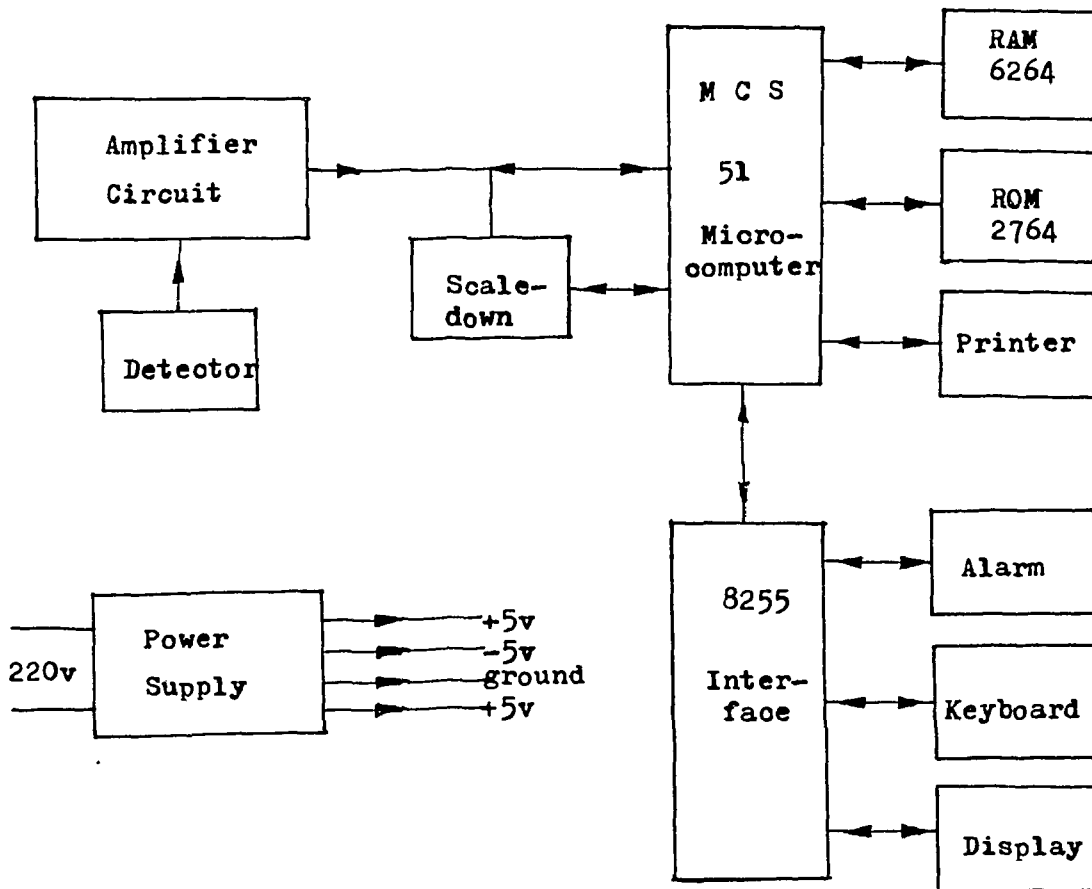 RAM
6264
M C S
51
Micro-
computer
Amplifier
Circuit
ROM
2764
Scale-
down
Printer
Detector
8255
Inter-
face
Alarm
Keyboard
Display
220v
Power
Supply
+5v
-5v
ground
+5v